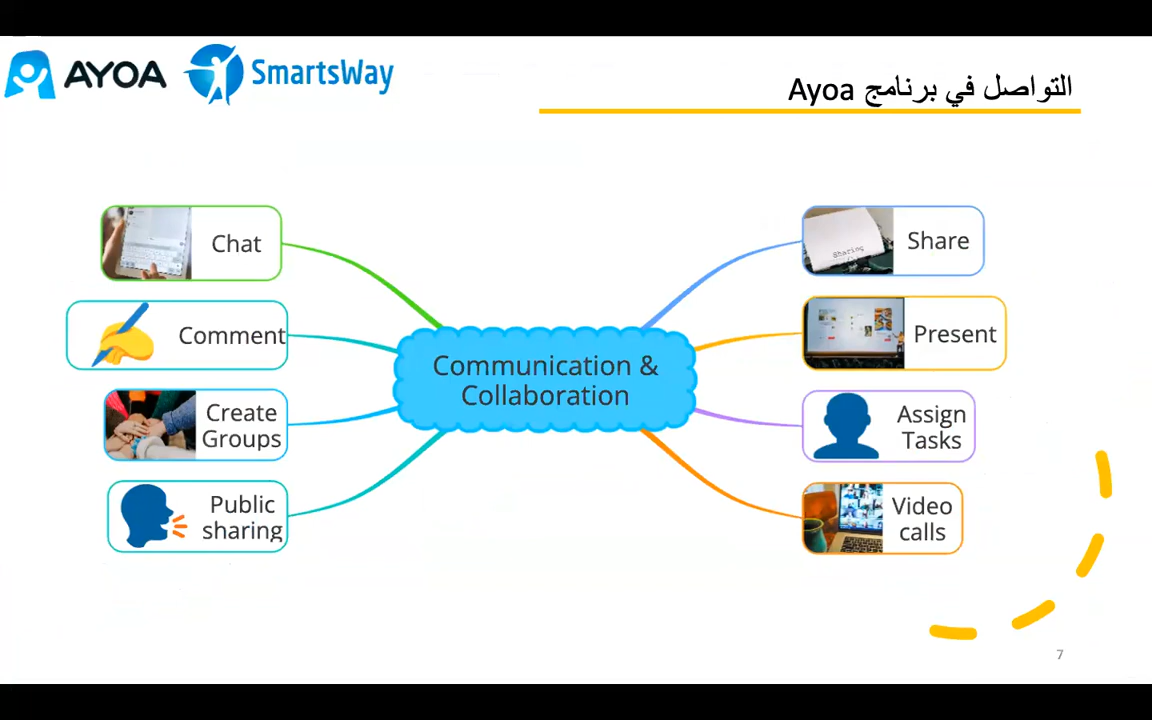 AYOA
SmartsWay
التواصل في برنامج Ayoa
Chat
Comment
Create
Groups
Public
sharing
Communication &
Collaboration
Share
Sharing
Present
Assign
Tasks
Video
calls
7